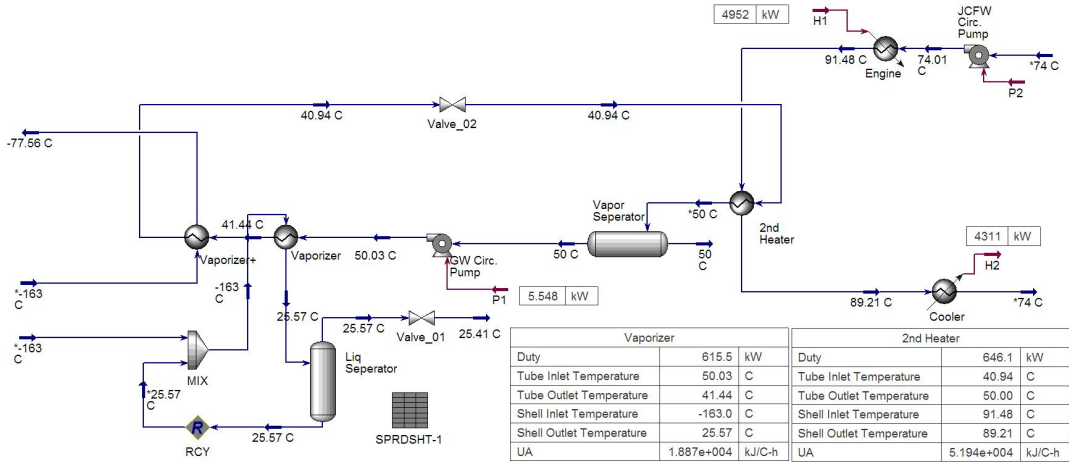 4952 kW
H1
JCFW
Circ.
Pump
91.48 C
Engine
74.01
C
*74 C
P2
40.94 C
Valve_02
40.94 C
-77.56 C
Vapor
Seperator
*50 C
2nd
Heater
41.44 C
Vaporizer+
Vaporizer
50.03 C
GW Circ.
Pump
50 C
50
C
4311 kW
H2
*-163
C
-163
C
P1
5.548 kW
89.21 C
Cooler
*74 C
25.57 C
25.57 C
Valve_01
25.41 C
*-163
C
MIX
Liq
Seperator
*25.57
C
RCY
25.57 C
SPRDSHT-1
Vaporizer
Duty 615.5 kW
Tube Inlet Temperature 50.03 C
Tube Outlet Temperature 41.44 C
Shell Inlet Temperature -163.0 C
Shell Outlet Temperature 25.57 C
UA 1.887e+004 kJ/C-h
2nd Heater
Duty 646.1 kW
Tube Inlet Temperature 40.94 C
Tube Outlet Temperature 50.00 C
Shell Inlet Temperature 91.48 C
Shell Outlet Temperature 89.21 C
UA 5.194e+004 kJ/C-h
R